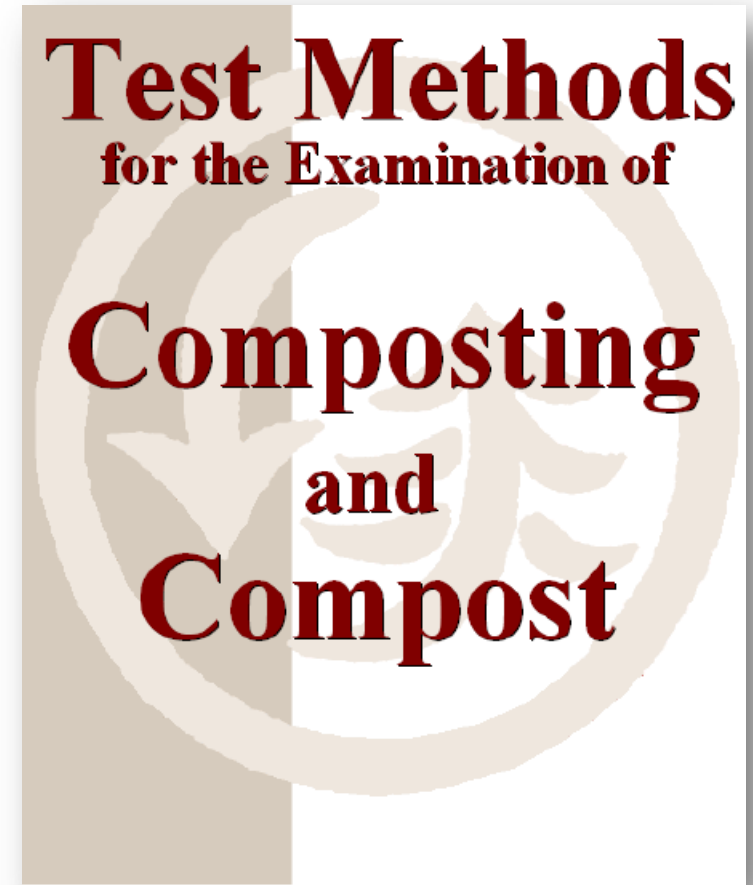 Test Methods
for the Examination of
Composting
and
Compost